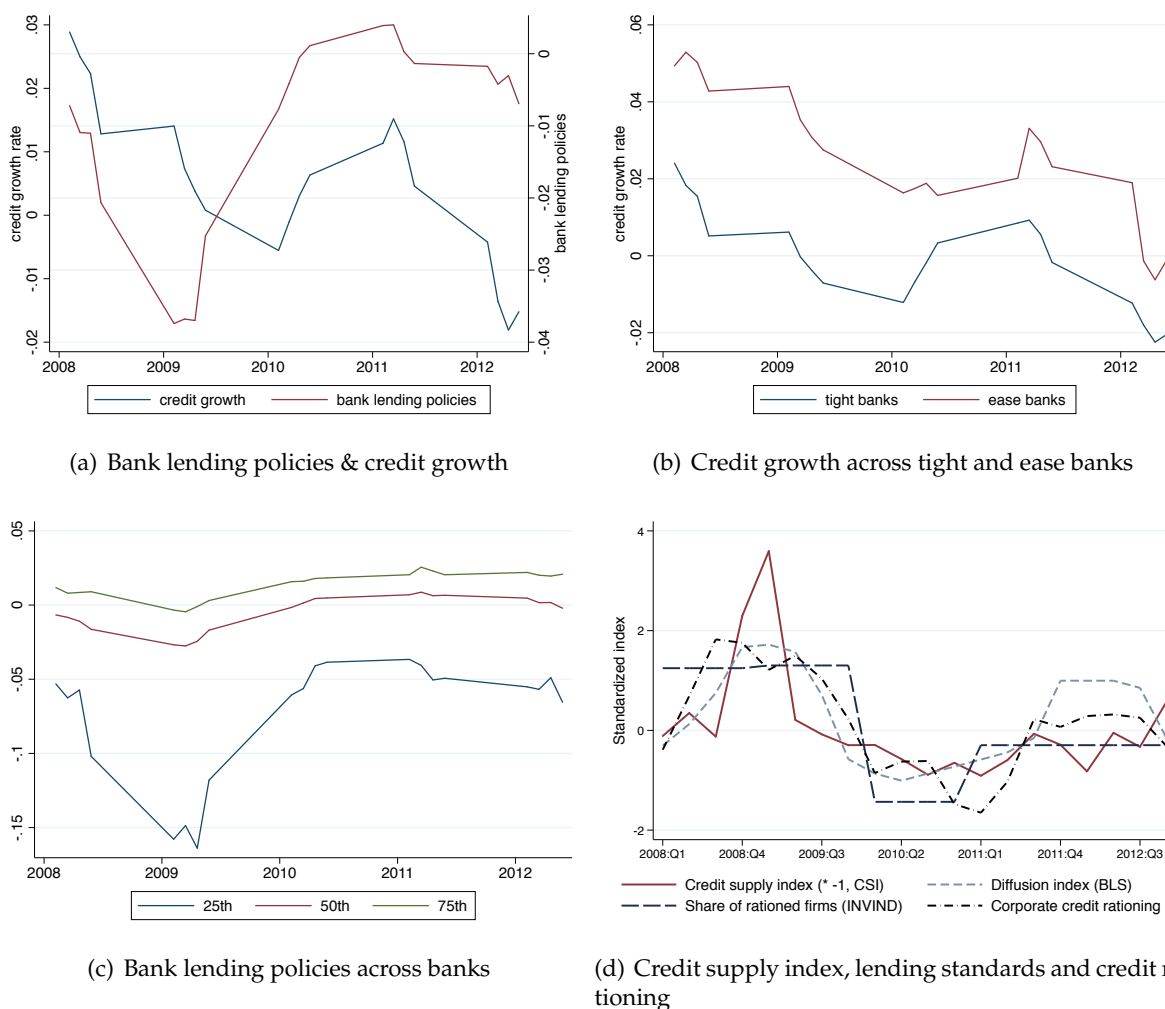 .03
.02
.01
0
-.01
-.02
credit growth rate
0
-.01
-.02
-.03
-.04
bank lending policies
2008 2009 2010 2011 2012
credit growth bank lending policies
(a) Bank lending policies & credit growth
.06
.04
.02
0
-.02
credit growth rate
2008 2009 2010 2011 2012
tight banks ease banks
(b) Credit growth across tight and ease banks
.05
0
-.05
-.1
-.15
2008 2009 2010 2011 2012
25th 50th 75th
(c) Bank lending policies across banks
4
2
0
-2
Standardized index
2008:Q1 2008:Q4 2009:Q3 2010:Q2 2011:Q1 2011:Q4 2012:Q3
Credit supply index (* -1, CSI) Diffusion index (BLS)
Share of rationed firms (INVIND) Corporate credit rationing
(d) Credit supply index, lending standards and credit
tioning